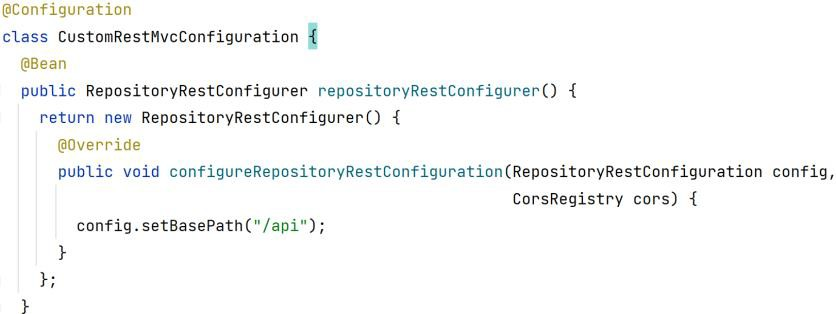 @Configuration
class CustomRestMvcConfiguration {
@Bean
public RepositoryRestConfigurer repositoryRestConfigurer() {
return new RepositoryRestConfigurer() {
@Override
public void configureRepositoryRestConfiguration(RepositoryRestConfiguration config,
CorsRegistry cors) {
config.setBasePath("/api");
}
};
}